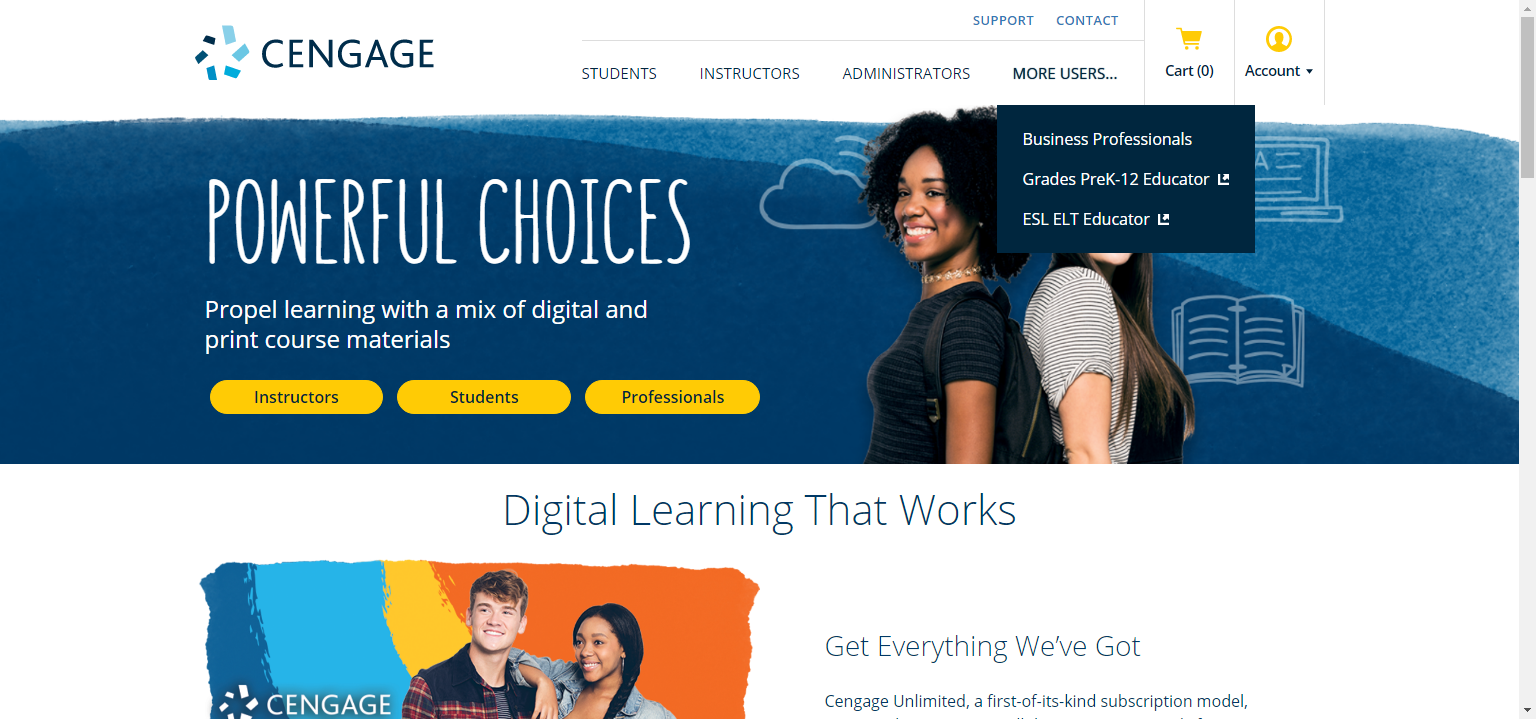 SUPPORT CONTACT
CENGAGE
STUDENTS INSTRUCTORS ADMINISTRATORS MORE USERS...
Cart (0)
Account
Business Professionals
Grades PreK-12 Educator
ESL ELT Educator
A
POWERFUL CHOICES
Propel learning with a mix of digital and
print course materials
Instructors Students Professionals
Digital Learning That Works
CENGAGE
Get Everything We've Got
Cengage Unlimited, a first-of-its-kind subscription model,